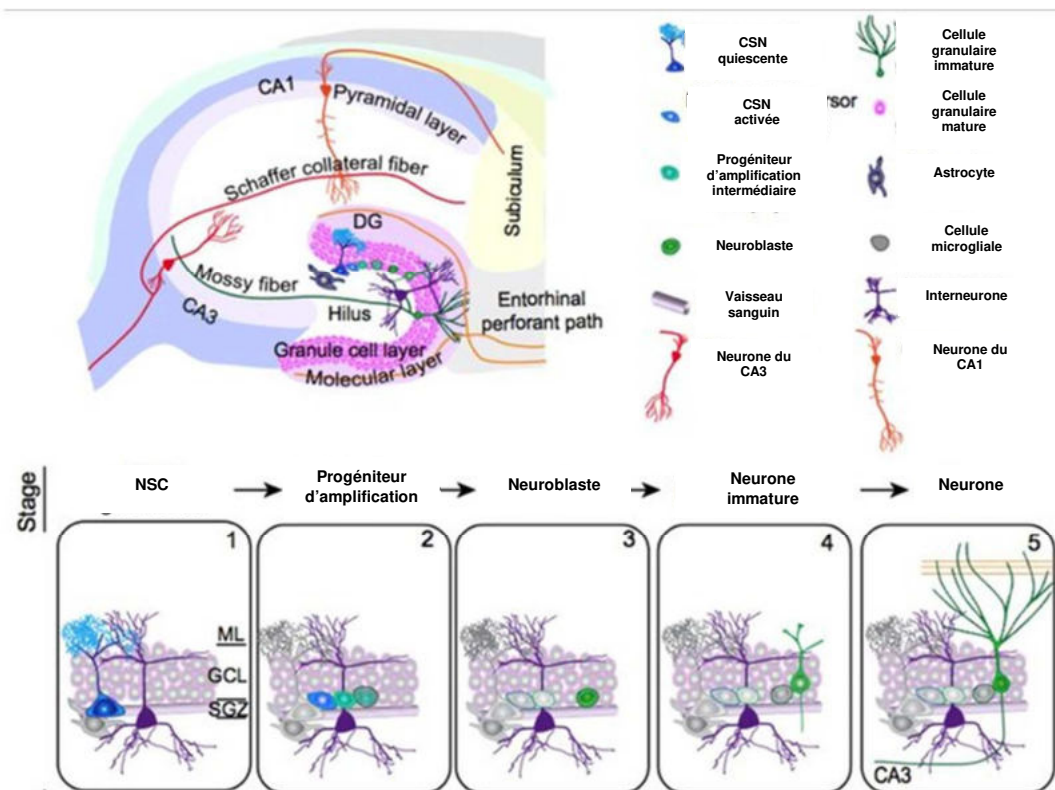 CA1
Pyramidal layer
Schaffer collateral fiber
Subiculum
DG
Mossy fiber
Hilus
CA3
Entorhinal
perforant path
Granule cell layer
Molecular layer
CSN
quiescente
Cellule
granulaire
immature
CSN
activée
rsor
Cellule
granulaire
mature
Progéniteur
d'amplification
intermédiaire
Astrocyte
Neuroblaste
Cellule
microgliale
Vaisseau
sanguin
Interneurone
Neurone du
CA3
Neurone du
CA1
Stage
NSC
Progéniteur
d'amplification
Neuroblaste
Neurone
immature
Neurone
1
2
3
4
5
ML
GCL
SGZ
CA3